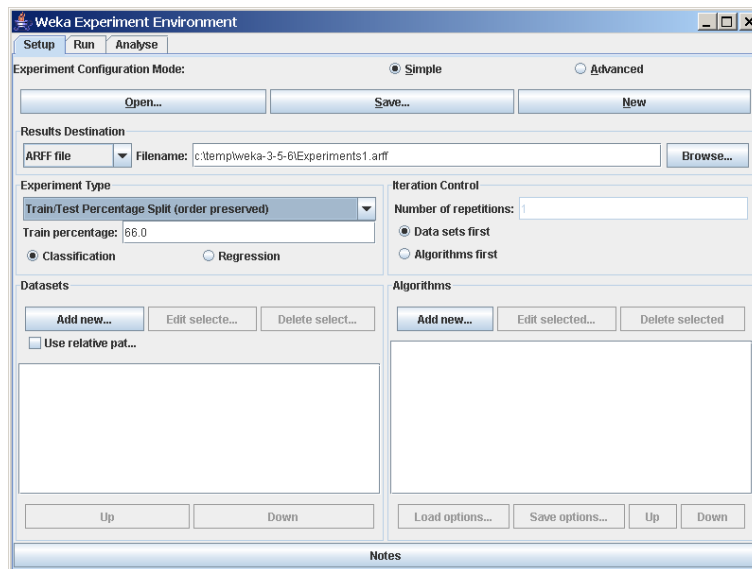 Weka Experiment Environment
Setup Run Analyse
Experiment Configuration Mode: Simple Advanced
Open... Save... New
Results Destination
ARFF file Filename: c:\temp\weka-3-5-6\Experiments1.arff Browse...
Experiment Type
Train/Test Percentage Split (order preserved)
Train percentage: 66.0
Classification Regression
Iteration Control
Number of repetitions: 1
Data sets first
Algorithms first
Datasets
Add new... Edit selecte... Delete select...
Use relative pat...
Up Down
Algorithms
Add new... Edit selected... Delete selected
Load options... Save options... Up Down
Notes